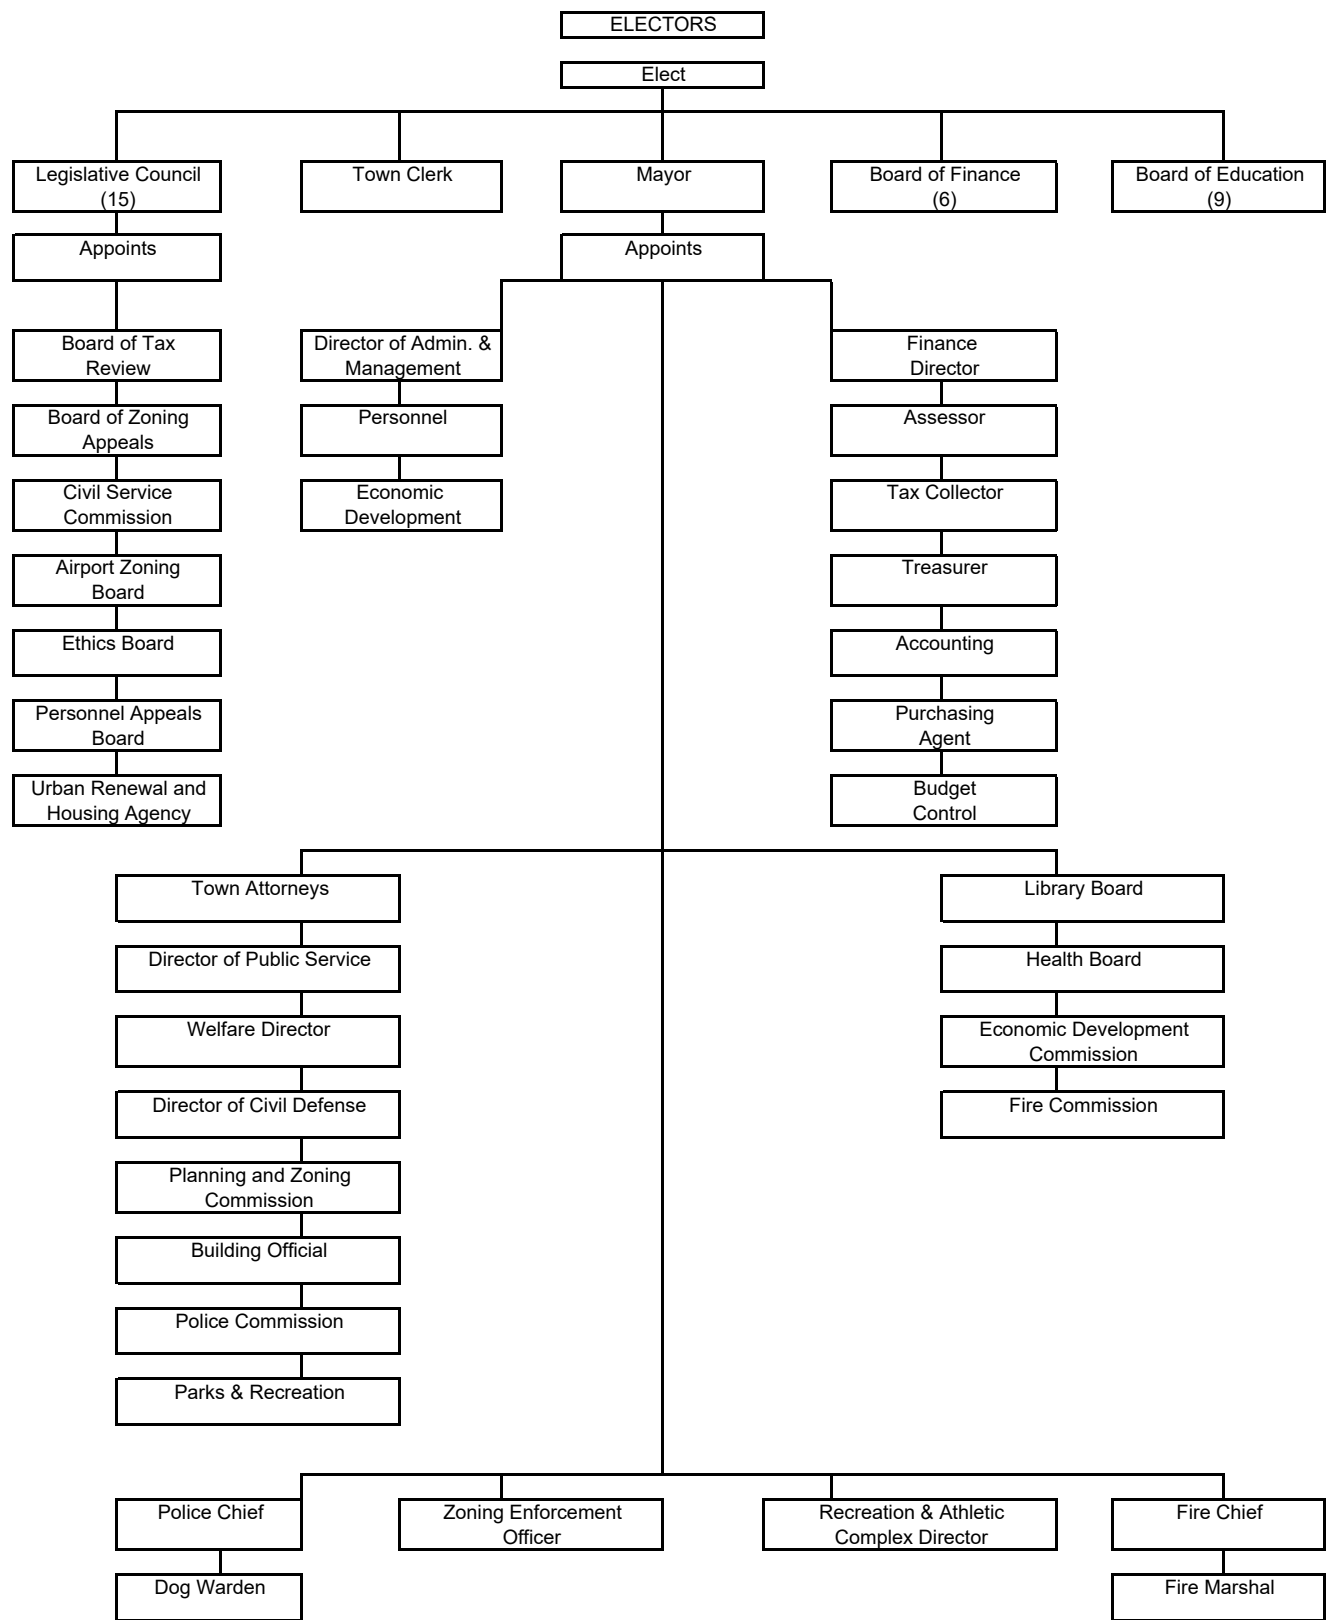 ELECTORS
Elect
Legislative Council
(15)
Town Clerk
Mayor
Board of Finance
(6)
Board of Education
(9)
Appoints
Appoints
Board of Tax
Review
Director of Admin. &
Management
Finance
Director
Board of Zoning
Appeals
Personnel
Assessor
Civil Service
Commission
Economic
Development
Tax Collector
Airport Zoning
Board
Treasurer
Ethics Board
Accounting
Personnel Appeals
Board
Purchasing
Agent
Urban Renewal and
Housing Agency
Budget
Control
Town Attorneys
Library Board
Director of Public Service
Health Board
Welfare Director
Economic Development
Commission
Director of Civil Defense
Fire Commission
Planning and Zoning
Commission
Building Official
Police Commission
Parks & Recreation
Police Chief
Zoning Enforcement
Officer
Recreation & Athletic
Complex Director
Fire Chief
Dog Warden
Fire Marshal